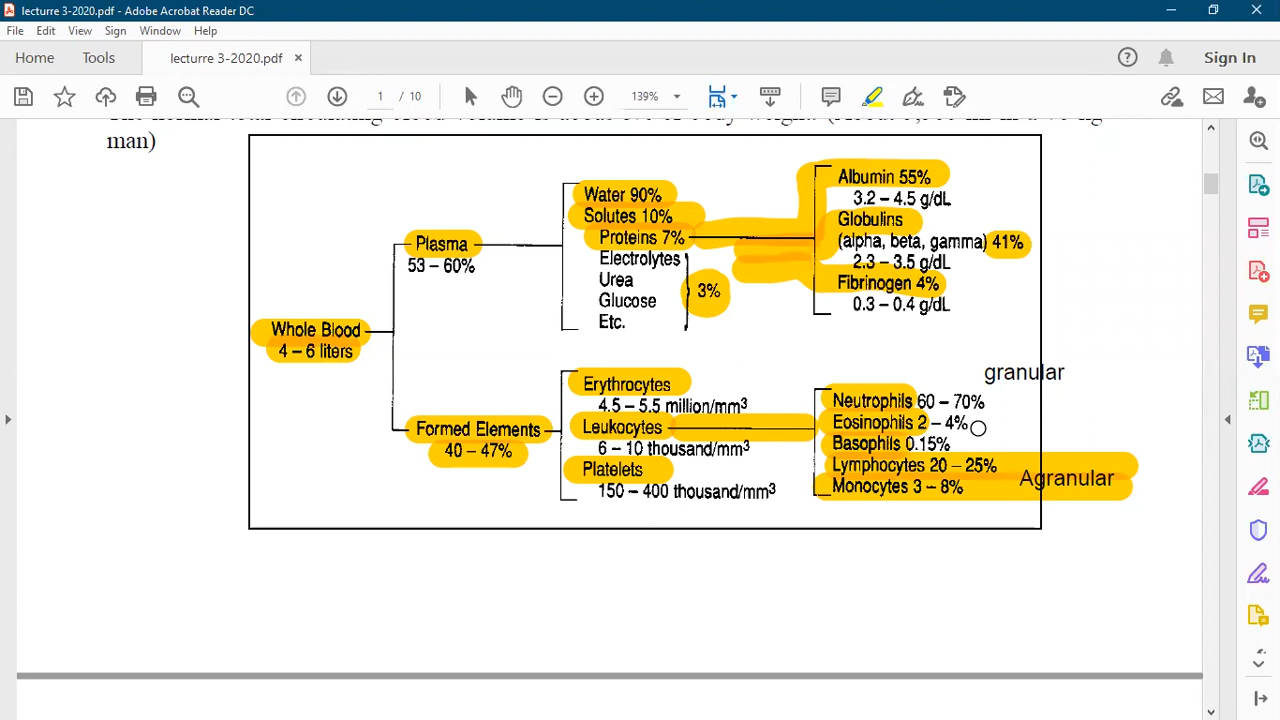 lecturre 3-2020.pdf - Adobe Acrobat Reader DC
File Edit View Sign Window Help
Home Tools lecturre 3-2020.pdf × Sign In
1 / 10 139%
man)
Albumin 55%
Water 90%
3.2 – 4.5 g/dL
Solutes 10%
Globulins
Proteins 7%
(alpha, beta, gamma) 41%
Plasma
53 – 60%
Electrolytes
2.3 – 3.5 g/dL
Urea
Fibrinogen 4%
3%
Glucose
0.3 – 0.4 g/dL
Etc.
Whole Blood
4 – 6 liters
granular
Erythrocytes
4.5 – 5.5 million/mm³
Neutrophils 60 – 70%
Formed Elements
Leukocytes
Eosinophils 2 – 4%
40 – 47%
6 – 10 thousand/mm³
Basophils 0.15%
Platelets
Lymphocytes 20 – 25%
Agranular
150 – 400 thousand/mm³
Monocytes 3 – 8%